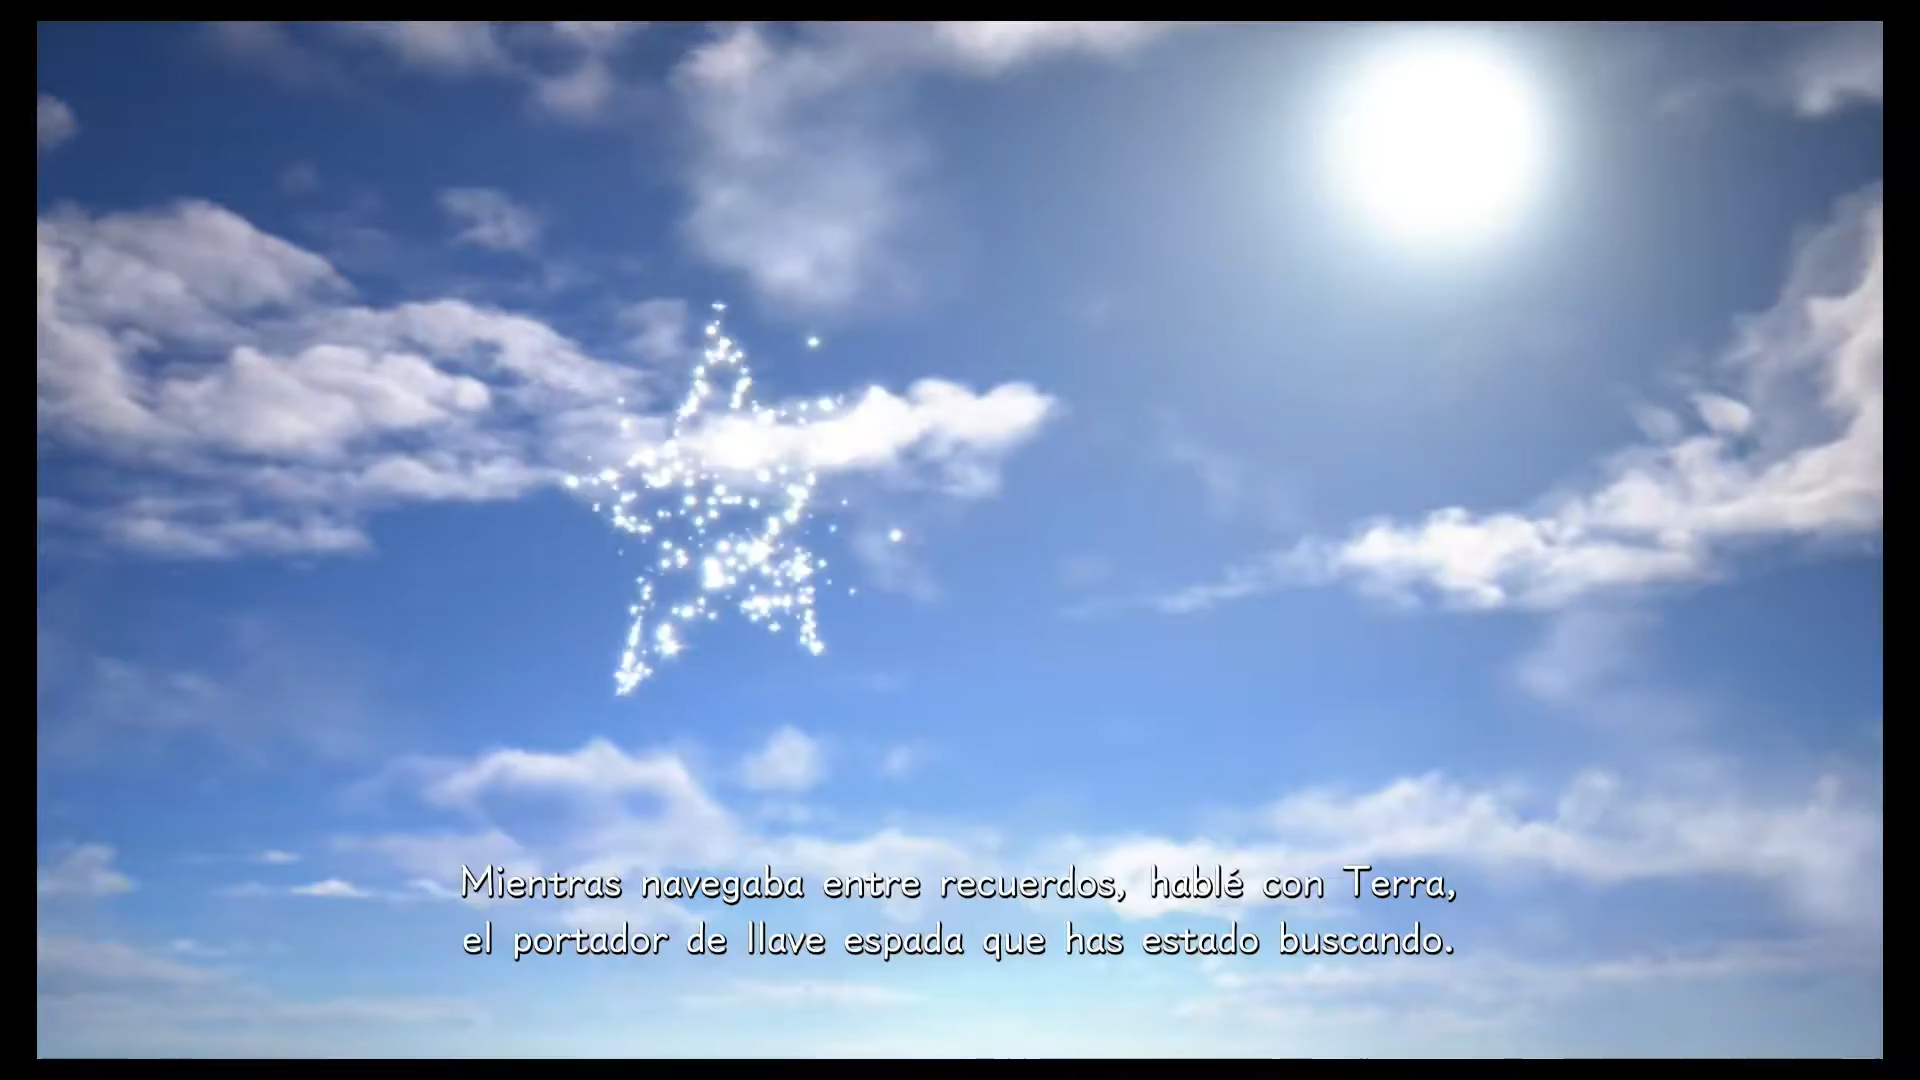 Mientras navegaba entre recuerdos, hablé con Terra,
el portador de llave espada que has estado buscando.